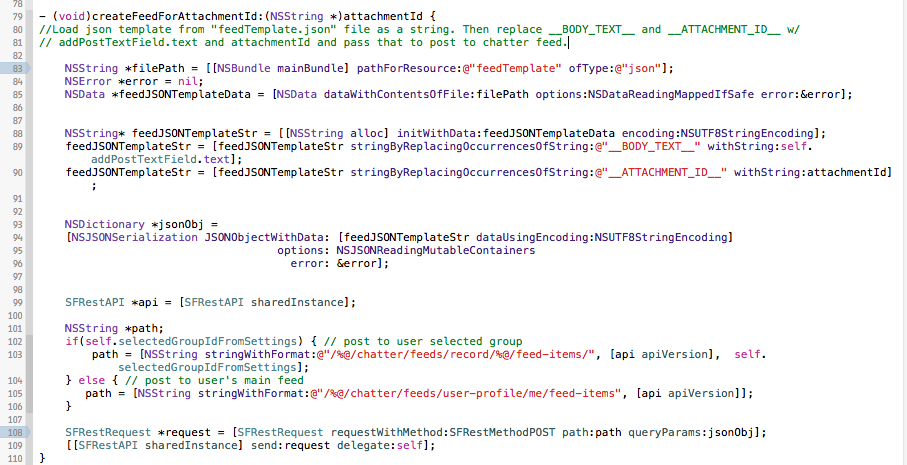 78
79 - (void)createFeedForAttachmentId:(NSString *)attachmentId {
80 //Load json template from "feedTemplate.json" file as a string. Then replace __BODY_TEXT__ and __ATTACHMENT_ID__ w/
81 // addPostTextField.text and attachmentId and pass that to post to chatter feed.
82
83 NSString *filePath = [[NSBundle mainBundle] pathForResource:@"feedTemplate" ofType:@"json"];
84 NSError *error = nil;
85 NSData *feedJSONTemplateData = [NSData dataWithContentsOfFile:filePath options:NSDataReadingMappedIfSafe error:&error];
86
87
88 NSString* feedJSONTemplateStr = [[NSString alloc] initWithData:feedJSONTemplateData encoding:NSUTF8StringEncoding];
89 feedJSONTemplateStr = [feedJSONTemplateStr stringByReplacingOccurrencesOfString:@"__BODY_TEXT__" withString:self.
addPostTextField.text];
90 feedJSONTemplateStr = [feedJSONTemplateStr stringByReplacingOccurrencesOfString:@"__ATTACHMENT_ID__" withString:attachmentId]
;
91
92
93 NSDictionary *jsonObj =
94 [NSJSONSerialization JSONObjectWithData: [feedJSONTemplateStr dataUsingEncoding:NSUTF8StringEncoding]
95 options: NSJSONReadingMutableContainers
96 error: &error];
97
98
99 SFRestAPI *api = [SFRestAPI sharedInstance];
100
101 NSString *path;
102 if(self.selectedGroupIdFromSettings) { // post to user selected group
103 path = [NSString stringWithFormat:@"/%@/chatter/feeds/record/%@/feed-items/", [api apiVersion], self.
selectedGroupIdFromSettings];
104 } else { // post to user's main feed
105 path = [NSString stringWithFormat:@"/%@/chatter/feeds/user-profile/me/feed-items", [api apiVersion]];
106 }
107
108 SFRestRequest *request = [SFRestRequest requestWithMethod:SFRestMethodPOST path:path queryParams:jsonObj];
109 [[SFRestAPI sharedInstance] send:request delegate:self];
110 }